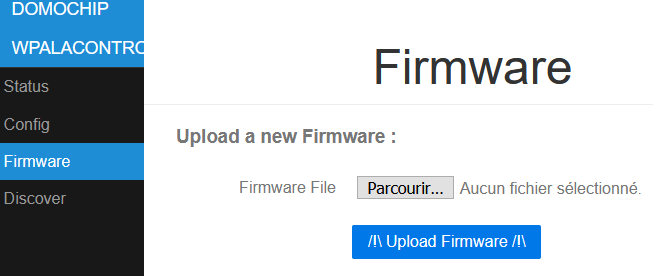 DOMOCHIP
WPALACONTRO
Status
Config
Firmware
Discover
Firmware
Upload a new Firmware :
Firmware File Parcourir... Aucun fichier sélectionné.
/!\ Upload Firmware /!\